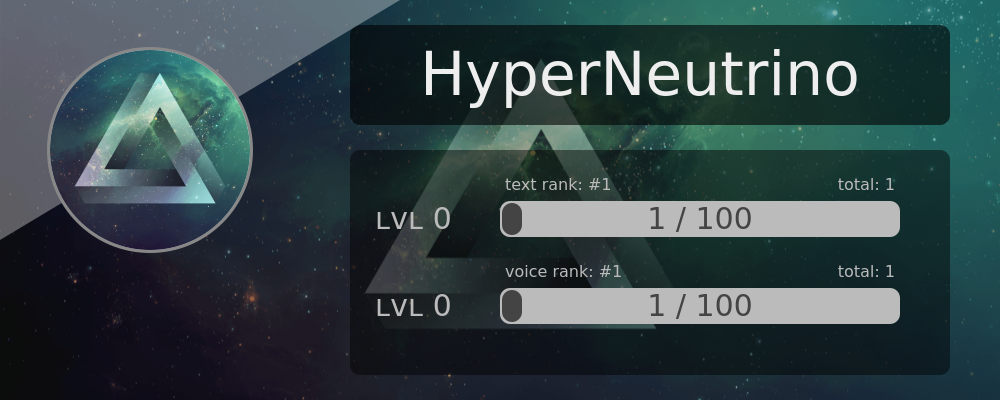 HyperNeutrino
text rank: #1 total: 1
LVL 0 1 / 100
voice rank: #1 total: 1
LVL 0 1 / 100